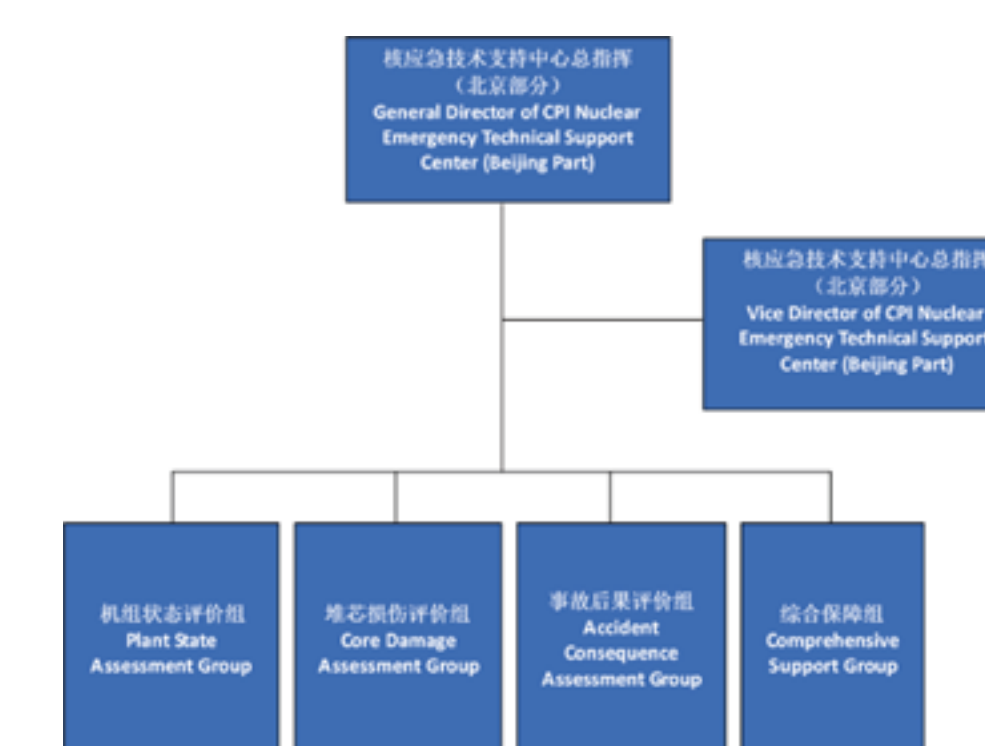 核应急技术支持中心总指挥
（北京部分）
General Director of CPI Nuclear
Emergency Technical Support
Center (Beijing Part)
核应急技术支持中心总指挥
（北京部分）
Vice Director of CPI Nuclear
Emergency Technical Support
Center (Beijing Part)
机组状态评价组
Plant State
Assessment Group
堆芯损伤评价组
Core Damage
Assessment Group
事故后果评价组
Accident
Consequence
Assessment Group
综合保障组
Comprehensive
Support Group